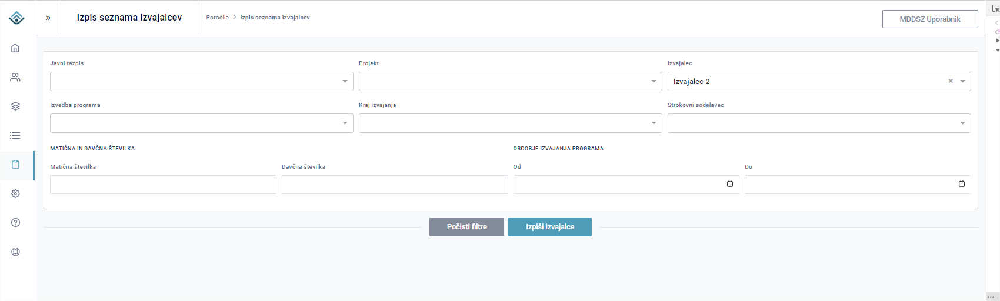 Izpis seznama izvajalcev
Poročila > Izpis seznama izvajalcev
MDDSZ Uporabnik
Javni razpis
Projekt
Izvajalec
Izvajalec 2
Izvedba programa
Kraj izvajanja
Strokovni sodelavec
MATIČNA IN DAVČNA ŠTEVILKA
OBDOBJE IZVAJANJA PROGRAMA
Matična številka
Davčna številka
Od
Do
Počisti filtre
Izpiši izvajalce